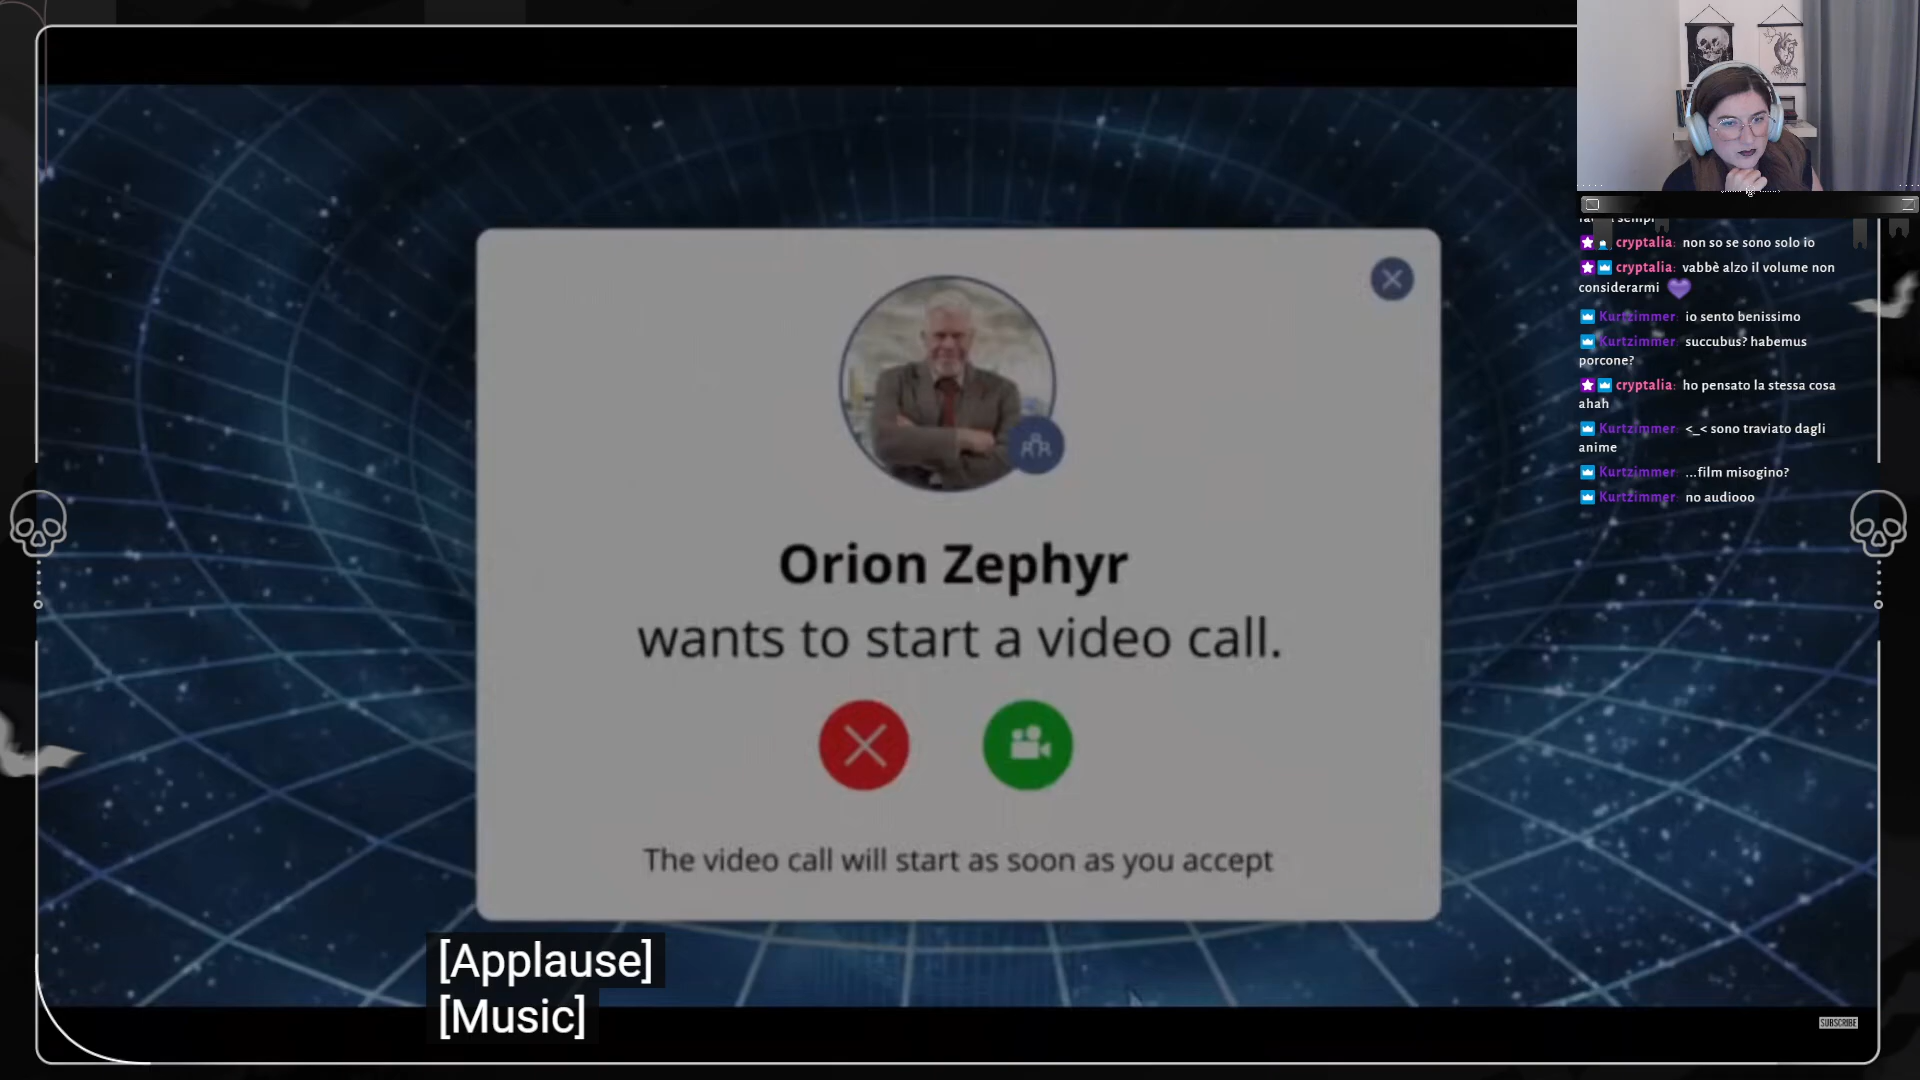 Orion Zephyr
wants to start a video call.
The video call will start as soon as you accept
[Applause]
[Music]
SUBSCRIBE
cryptalia: non so se sono solo io
cryptalia: vabbè alzo il volume non
considerarmi
Kurtzimmer: io sento benissimo
Kurtzimmer: succubus? habemus
porcone?
cryptalia: ho pensato la stessa cosa
ahah
Kurtzimmer: <_< sono traviato dagli
anime
Kurtzimmer: ...film misogino?
Kurtzimmer: no audiooo